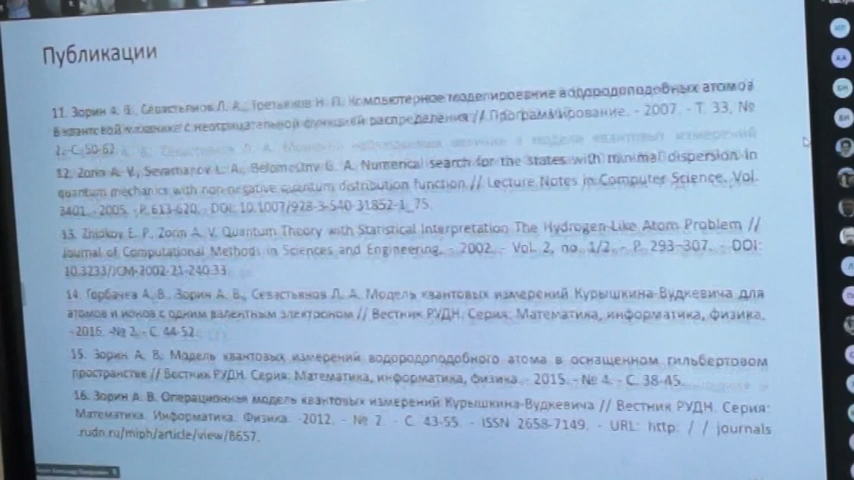 Публикации
11. Зорин А. В., Севастьянов Л. А., Третьяков Н. П. Компьютерное моделирование водородоподобных атомов
в квантовой механике с неотрицательной функцией распределения // Программирование. - 2007. - Т. 33, №
2. - С. 50-62.
12. Zorin A. V., Sevastianov L. A., Belomestny G. A. Numerical search for the states with minimal dispersion in
quantum mechanics with non-negative quantum distribution function // Lecture Notes in Computer Science. Vol.
3401. - 2005. - P. 613-620. - DOI: 10.1007/978-3-540-31852-1_75.
13. Zhidkov E. P., Zorin A. V. Quantum Theory with Statistical Interpretation The Hydrogen-Like Atom Problem //
Journal of Computational Methods in Sciences and Engineering. - 2002. - Vol. 2, no. 1/2. - P. 293-307. - DOI:
10.3233/JCM-2002-21-240-33
14. Горбачев А. В., Зорин А. В., Севастьянов Л. А. Модель квантовых измерений Курышкина-Вудкевича для
атомов и ионов с одним валентным электроном // Вестник РУДН. Серия: Математика, информатика, физика.
- 2016. -№ 2. - С. 44-52.
15. Зорин А. В. Модель квантовых измерений водородоподобного атома в оснащенном гильбертовом
пространстве // Вестник РУДН. Серия: Математика, информатика, физика. - 2015. - № 4. - С. 38-45.
16. Зорин А. В. Операционная модель квантовых измерений Курышкина-Вудкевича // Вестник РУДН. Серия:
Математика. Информатика. Физика. -2012. - № 2. - С. 43-55. - ISSN 2658-7149. - URL: http: / / journals
.rudn.ru/miph/article/view/8657.